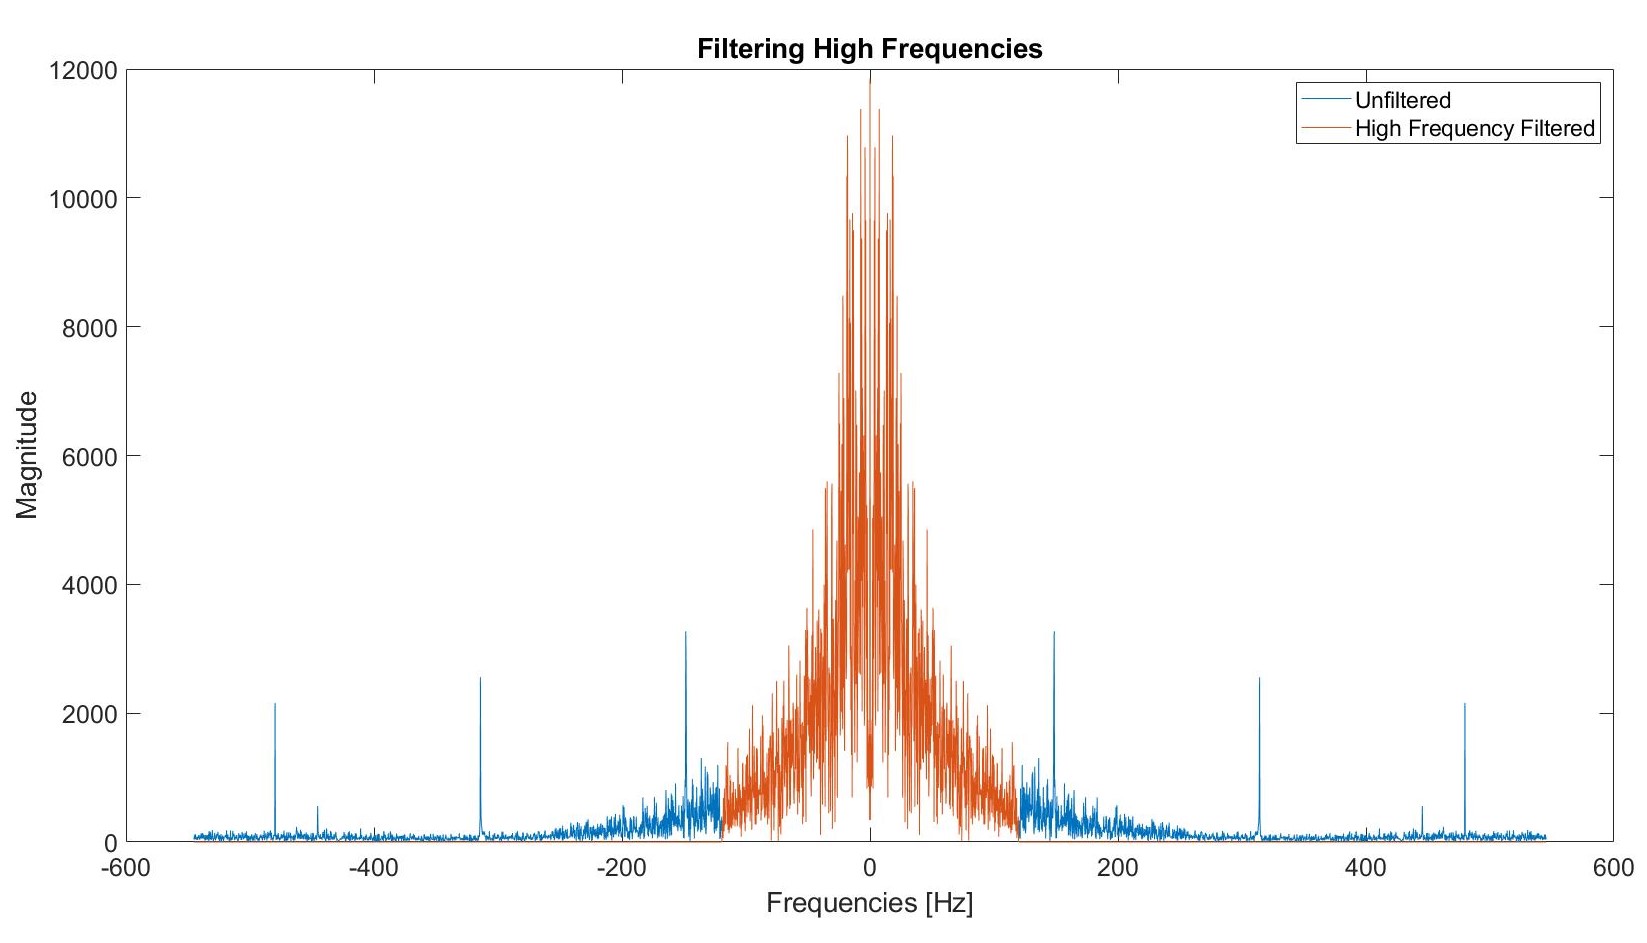 Filtering High Frequencies
12000
10000
8000
6000
4000
2000
0
Magnitude
Unfiltered
High Frequency Filtered
-600 -400 -200 0 200 400 600
Frequencies [Hz]